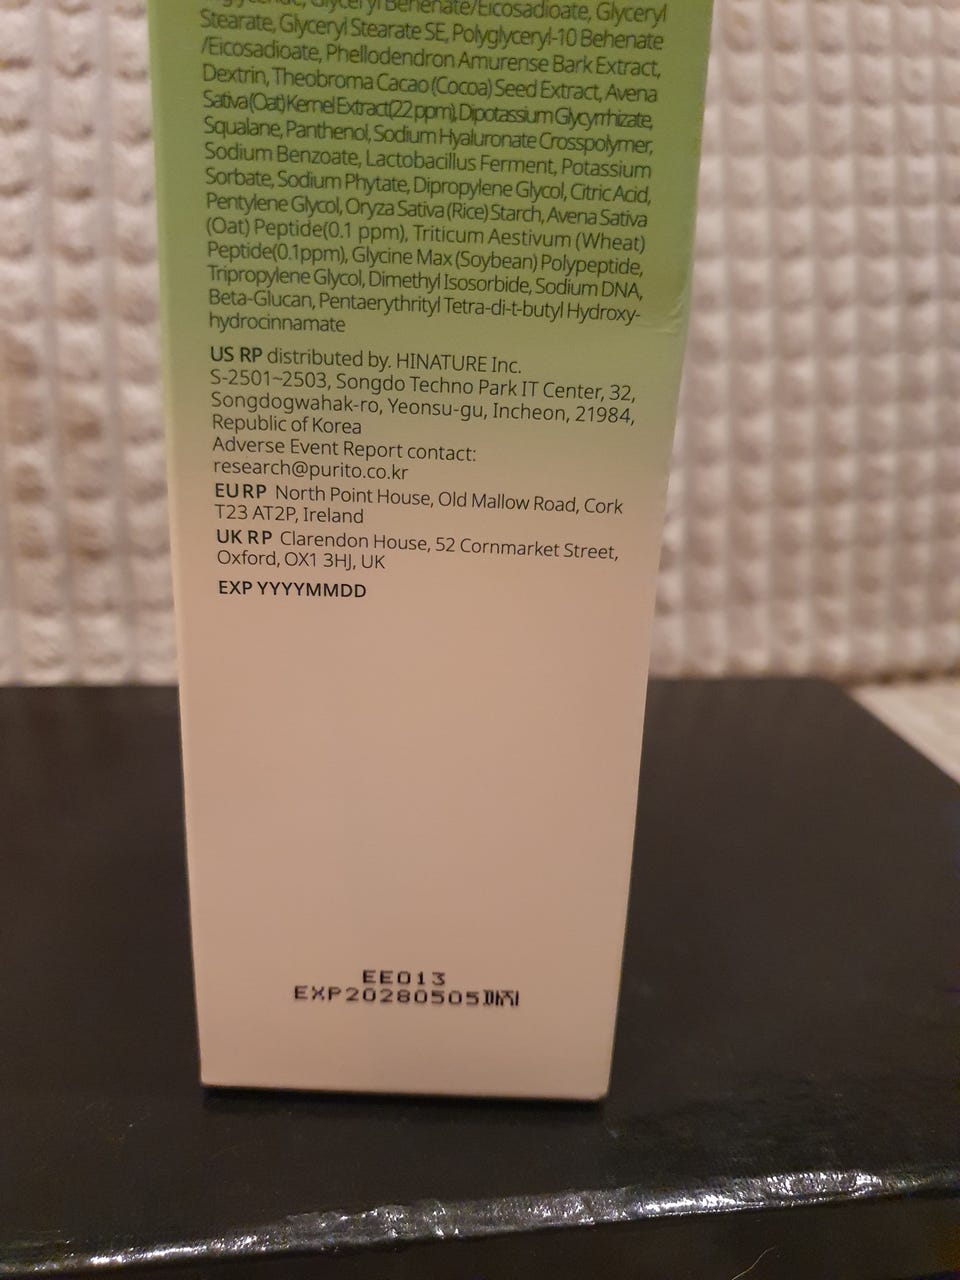 Glyceryl Behenate/Eicosadioate, Glyceryl
Stearate, Glyceryl Stearate SE, Polyglyceryl-10 Behenate
/Eicosadioate, Phellodendron Amurense Bark Extract,
Dextrin, Theobroma Cacao (Cocoa) Seed Extract, Avena
Sativa (Oat) Kernel Extract(22 ppm), Dipotassium Glycyrrhizate,
Squalane, Panthenol, Sodium Hyaluronate Crosspolymer,
Sodium Benzoate, Lactobacillus Ferment, Potassium
Sorbate, Sodium Phytate, Dipropylene Glycol, Citric Acid,
Pentylene Glycol, Oryza Sativa (Rice) Starch, Avena Sativa
(Oat) Peptide(0.1 ppm), Triticum Aestivum (Wheat)
Peptide(0.1ppm), Glycine Max (Soybean) Polypeptide,
Tripropylene Glycol, Dimethyl Isosorbide, Sodium DNA,
Beta-Glucan, Pentaerythrityl Tetra-di-t-butyl Hydroxy-
hydrocinnamate
US RP distributed by. HINATURE Inc.
S-2501~2503, Songdo Techno Park IT Center, 32,
Songdogwahak-ro, Yeonsu-gu, Incheon, 21984,
Republic of Korea
Adverse Event Report contact:
research@purito.co.kr
EU RP North Point House, Old Mallow Road, Cork
T23 AT2P, Ireland
UK RP Clarendon House, 52 Cornmarket Street,
Oxford, OX1 3HJ, UK
EXP YYYYMMDD
EE013
EXP20280505